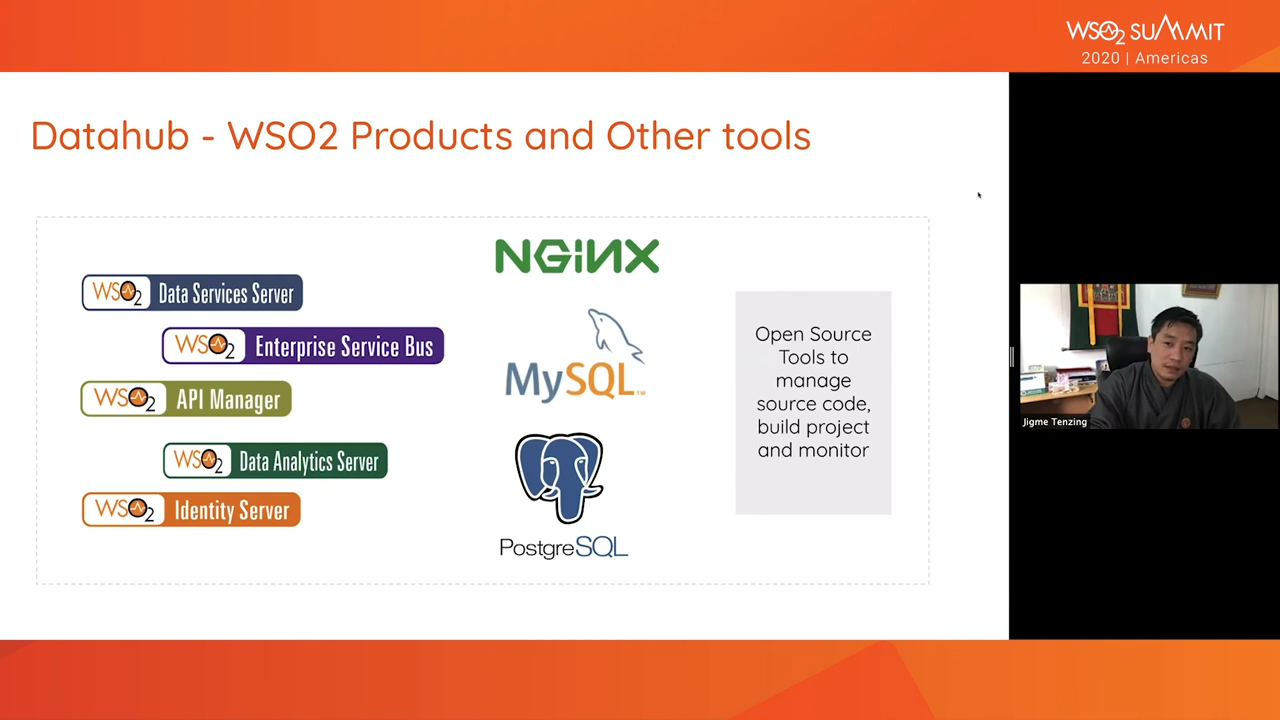 WSO2 SUMMIT
2020 | Americas
Datahub - WSO2 Products and Other tools
WSO2 Data Services Server
WSO2 Enterprise Service Bus
WSO2 API Manager
WSO2 Data Analytics Server
WSO2 Identity Server
NGiNX
MySQL™
PostgreSQL
Open Source
Tools to
manage
source code,
build project
and monitor
Jigme Tenzing